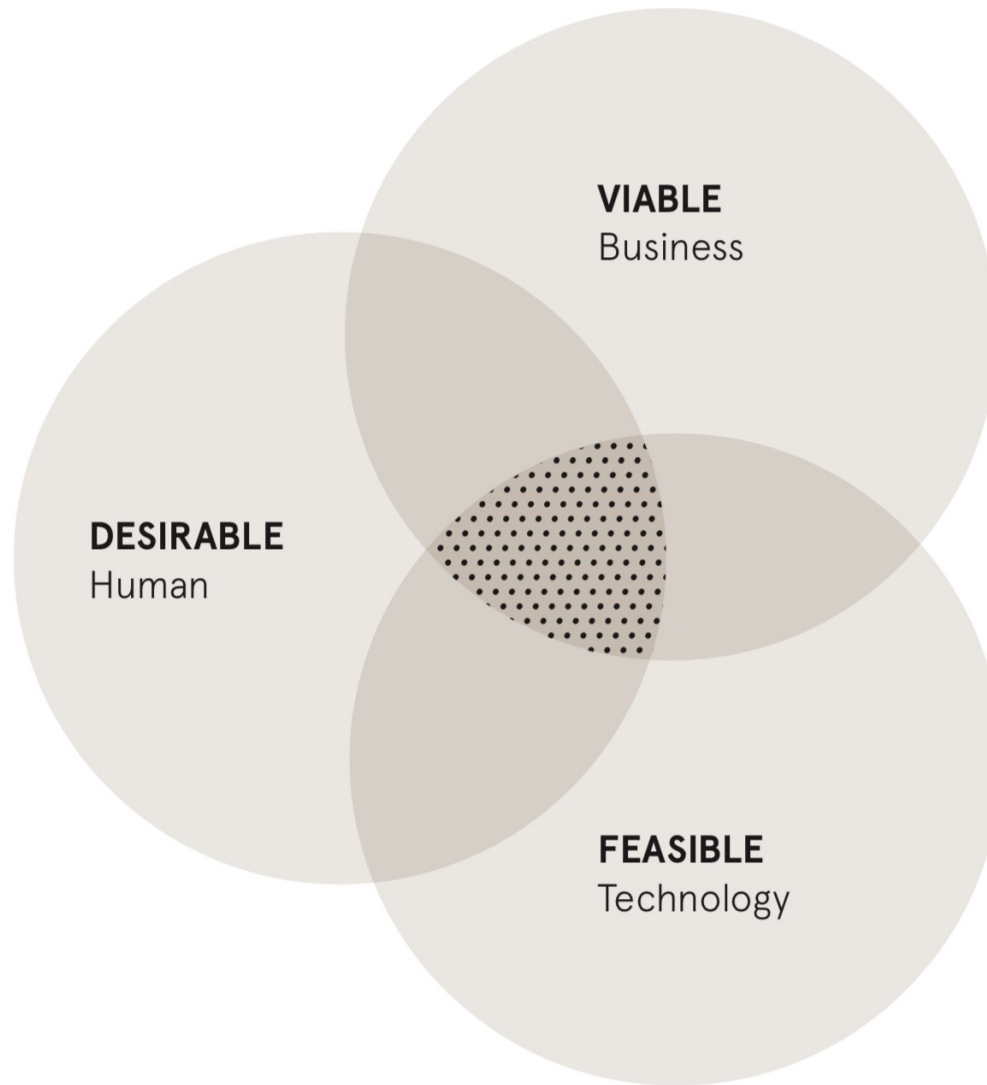 VIABLE
Business
DESIRABLE
Human
FEASIBLE
Technology